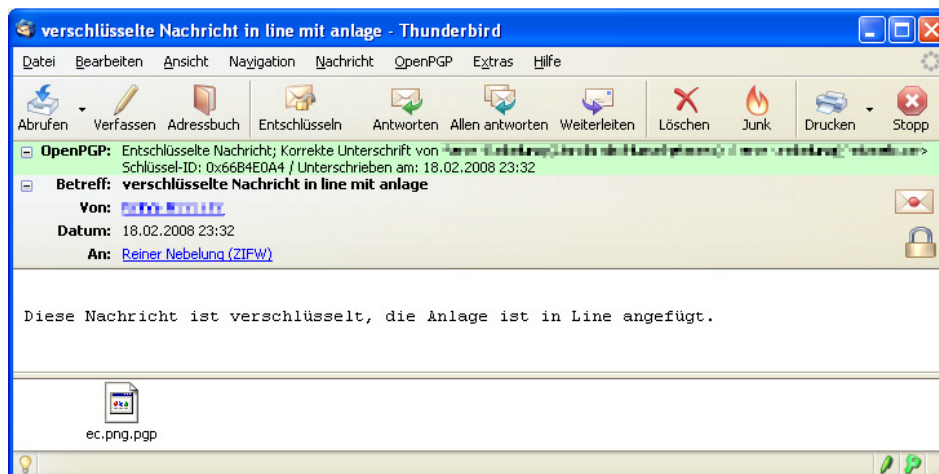 verschlüsselte Nachricht in line mit anlage - Thunderbird
Datei Bearbeiten Ansicht Navigation Nachricht OpenPGP Extras Hilfe
Abrufen Verfassen Adressbuch Entschlüsseln Antworten Allen antworten Weiterleiten Löschen Junk Drucken Stopp
OpenPGP: Entschlüsselte Nachricht; Korrekte Unterschrift von
Schlüssel-ID: 0x66B4E0A4 / Unterschrieben am: 18.02.2008 23:32
Betreff: verschlüsselte Nachricht in line mit anlage
Von:
Datum: 18.02.2008 23:32
An: Reiner Nebelung (ZIFW)
Diese Nachricht ist verschlüsselt, die Anlage ist in Line angefügt.
ec.png.pgp